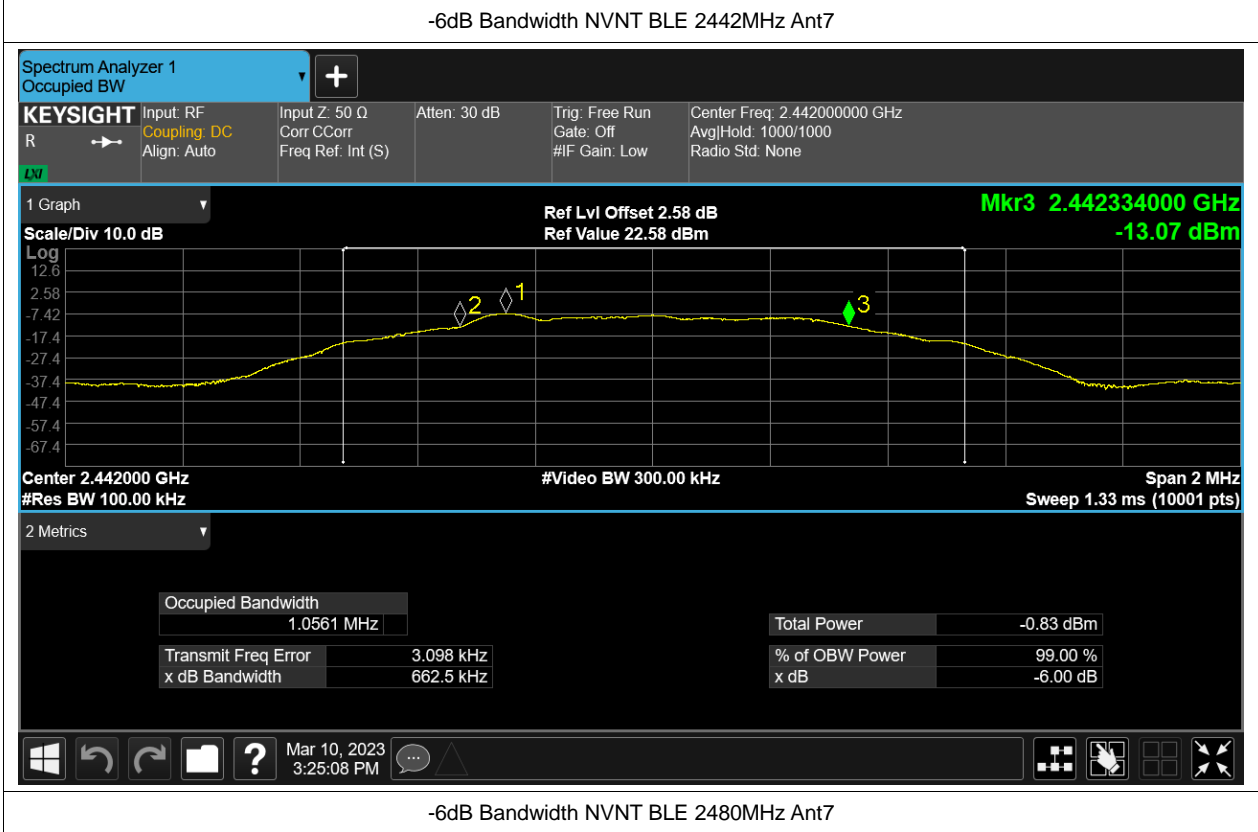 -6dB Bandwidth NVNT BLE 2442MHz Ant7
Spectrum Analyzer 1
Occupied BW
KEYSIGHT
R
LXI
Input: RF
Coupling: DC
Align: Auto
Input Z: 50 Ω
Corr CCorr
Freq Ref: Int (S)
Atten: 30 dB
Trig: Free Run
Gate: Off
#IF Gain: Low
Center Freq: 2.442000000 GHz
Avg|Hold: 1000/1000
Radio Std: None
1 Graph
Scale/Div 10.0 dB
Ref Lvl Offset 2.58 dB
Ref Value 22.58 dBm
Mkr3 2.442334000 GHz
-13.07 dBm
Log
12.6
2.58
-7.42
-17.4
-27.4
-37.4
-47.4
-57.4
-67.4
2
1
3
Center 2.442000 GHz
#Res BW 100.00 kHz
#Video BW 300.00 kHz
Span 2 MHz
Sweep 1.33 ms (10001 pts)
2 Metrics
Occupied Bandwidth
1.0561 MHz
Transmit Freq Error 3.098 kHz
x dB Bandwidth 662.5 kHz
Total Power -0.83 dBm
% of OBW Power 99.00 %
x dB -6.00 dB
?
Mar 10, 2023
3:25:08 PM
-6dB Bandwidth NVNT BLE 2480MHz Ant7